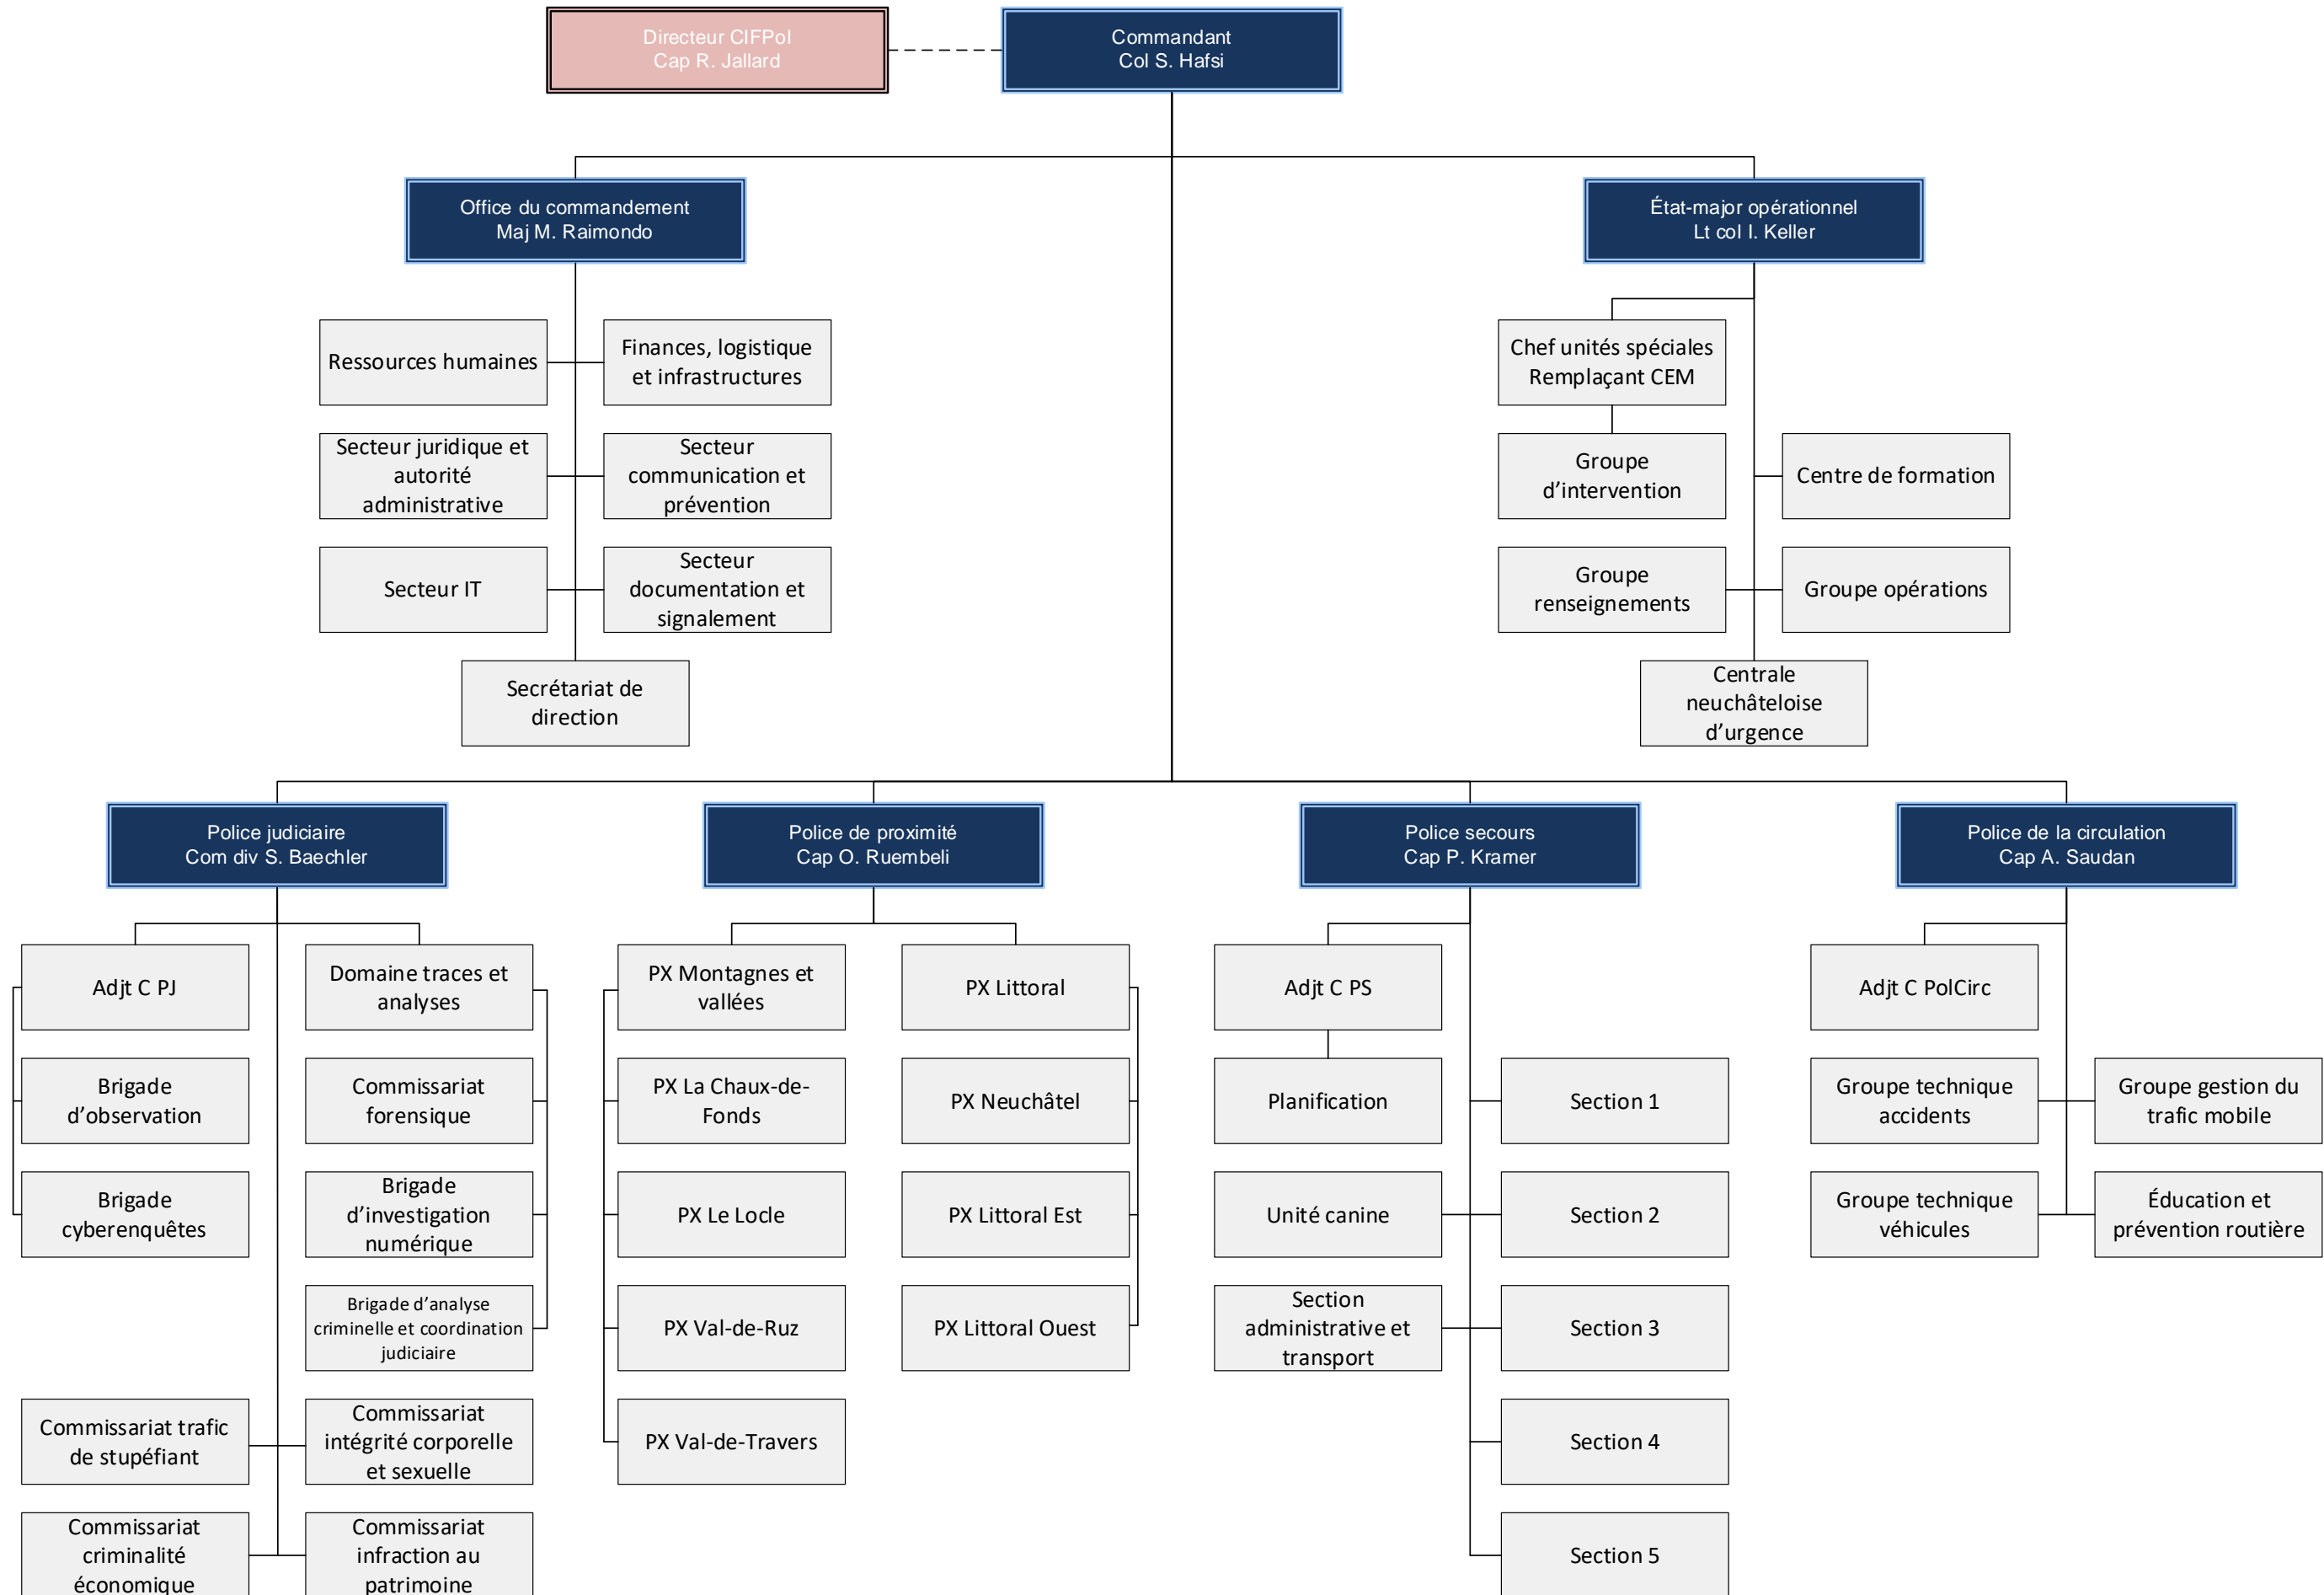 Directeur CIFPol
Cap R. Jallard
Commandant
Col S. Hafsi
Office du commandement
Maj M. Raimondo
État-major opérationnel
Lt col I. Keller
Ressources humaines
Finances, logistique
et infrastructures
Secteur juridique et
autorité
administrative
Secteur
communication et
prévention
Secteur IT
Secteur
documentation et
signalement
Secrétariat de
direction
Chef unités spéciales
Remplaçant CEM
Groupe
d’intervention
Centre de formation
Groupe
renseignements
Groupe opérations
Centrale
neuchâteloise
d’urgence
Police judiciaire
Com div S. Baechler
Police de proximité
Cap O. Ruembeli
Police secours
Cap P. Kramer
Police de la circulation
Cap A. Saudan
Adjt C PJ
Domaine traces et
analyses
Brigade
d’observation
Commissariat
forensique
Brigade
cyberenquêtes
Brigade
d’investigation
numérique
Brigade d’analyse
criminelle et coordination
judiciaire
Commissariat trafic
de stupéfiant
Commissariat
intégrité corporelle
et sexuelle
Commissariat
criminalité
économique
Commissariat
infraction au
patrimoine
PX Montagnes et
vallées
PX Littoral
PX La Chaux-de-
Fonds
PX Neuchâtel
PX Le Locle
PX Littoral Est
PX Val-de-Ruz
PX Littoral Ouest
PX Val-de-Travers
Adjt C PS
Planification
Section 1
Unité canine
Section 2
Section
administrative et
transport
Section 3
Section 4
Section 5
Adjt C PolCirc
Groupe technique
accidents
Groupe gestion du
trafic mobile
Groupe technique
véhicules
Éducation et
prévention routière